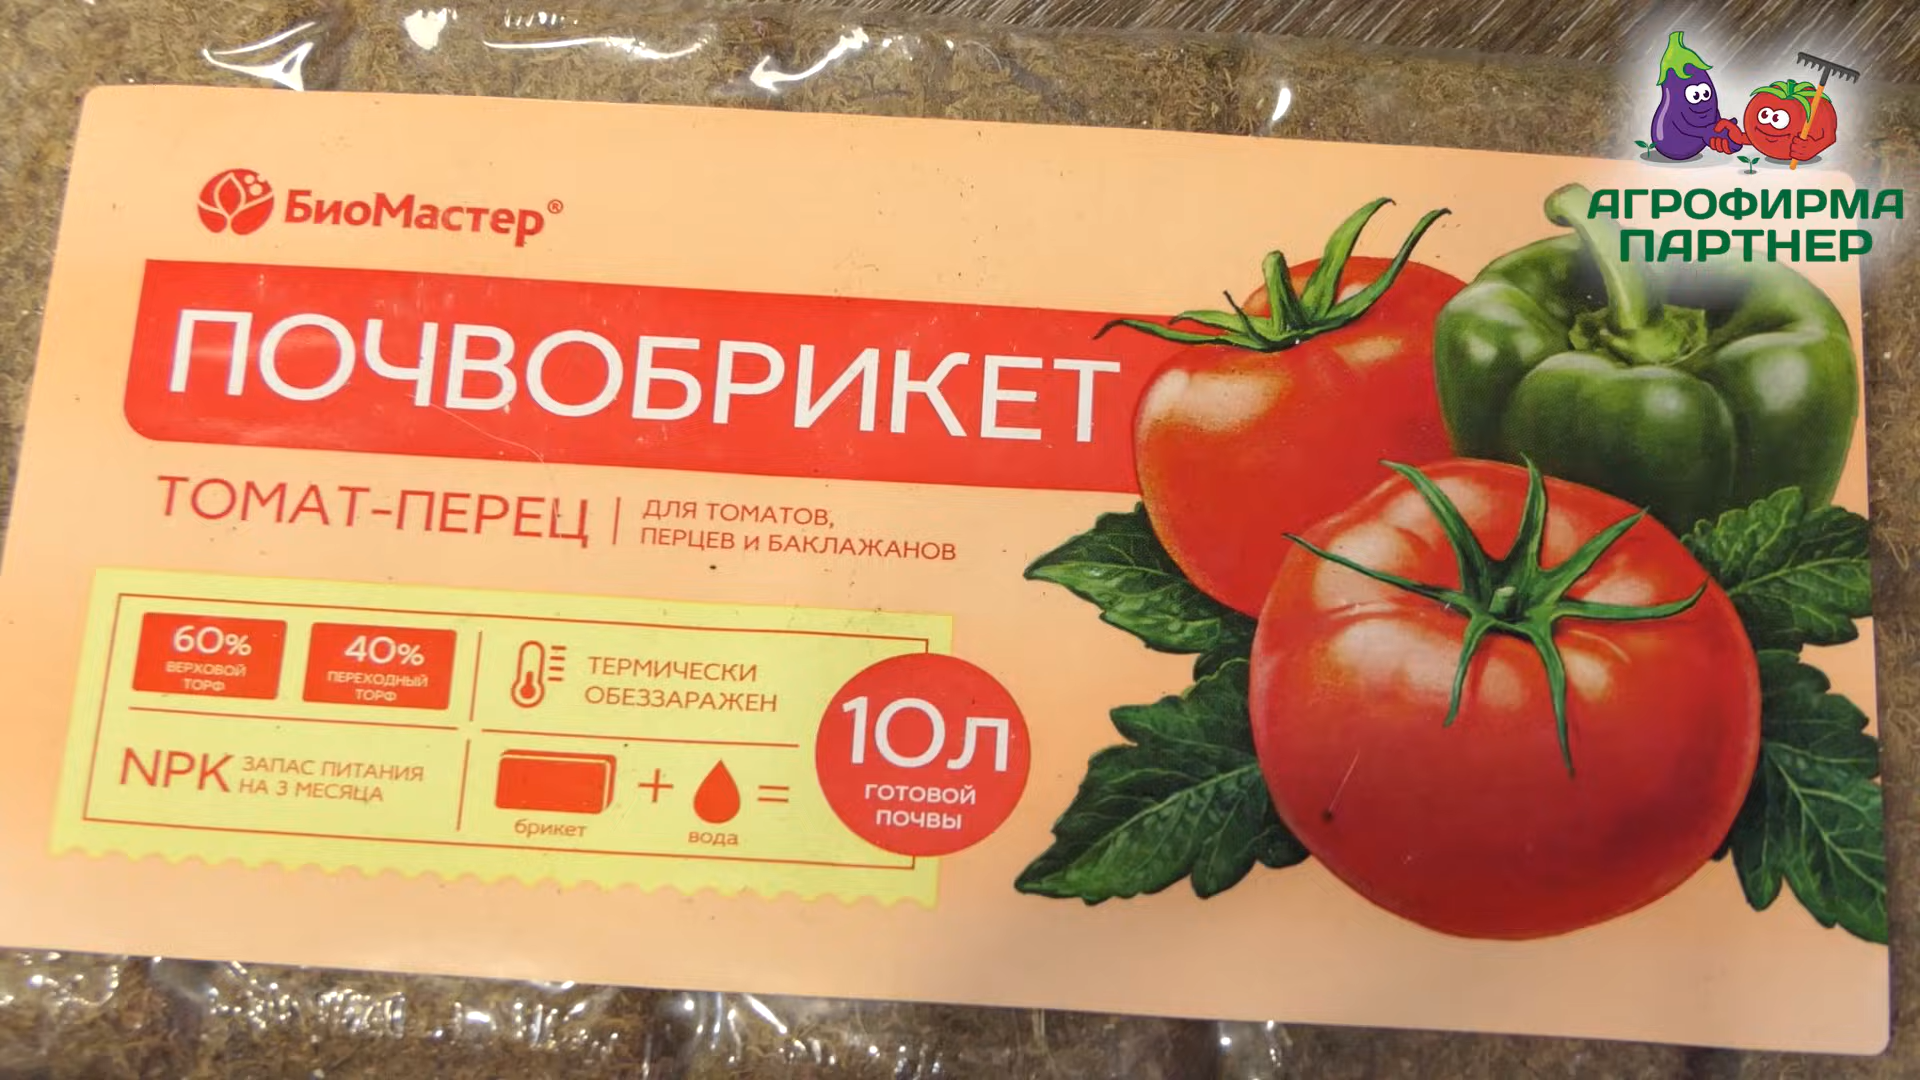 АГРОФИРМА
ПАРТНЕР
БиоМастер®
ПОЧВОБРИКЕТ
ТОМАТ-ПЕРЕЦ
ДЛЯ ТОМАТОВ,
ПЕРЦЕВ И БАКЛАЖАНОВ
60%
ВЕРХОВОЙ
ТОРФ
40%
ПЕРЕХОДНЫЙ
ТОРФ
ТЕРМИЧЕСКИ
ОБЕЗЗАРАЖЕН
NPK
ЗАПАС ПИТАНИЯ
НА 3 МЕСЯЦА
брикет
+
вода
=
10Л
ГОТОВОЙ
ПОЧВЫ